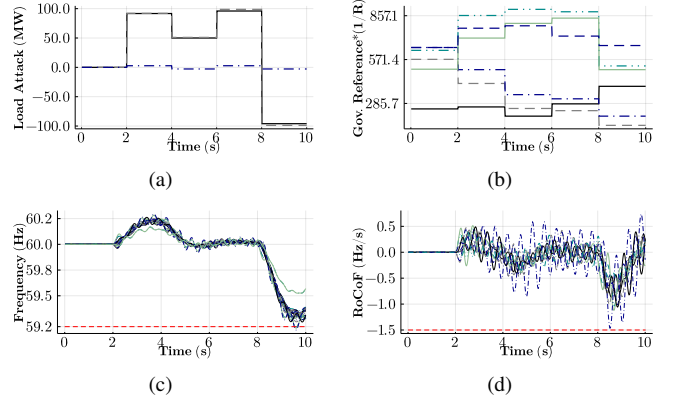 Load Attack (MW)
100.0
50.0
0.0
−50.0
−100.0
0 2 4 6 8 10
Time (s)
(a)
Gov. Reference*(1/R)
857.1
571.4
285.7
0 2 4 6 8 10
Time (s)
(b)
Frequency (Hz)
60.2
60.0
59.8
59.5
59.2
0 2 4 6 8 10
Time (s)
(c)
RoCoF (Hz/s)
0.5
0.0
−0.5
−1.0
−1.5
0 2 4 6 8 10
Time (s)
(d)